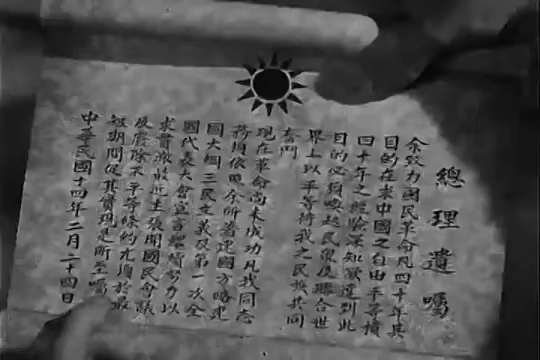 總理遺囑
余致力國民革命凡四十年其
目的在求中國之自由平等積
四十年之經驗深知欲達到此
目的必須喚起民衆及聯合世
界上以平等待我之民族共同
奮鬥
現在革命尚未成功凡我同志
務須依照余所著建國方略建
國大綱三民主義及第一次全
國代表大會宣言繼續努力以
求貫澈最近主張開國民會議
及廢除不平等條約尤須於最
短期間促其實現是所至囑
中華民國十四年二月二十四日